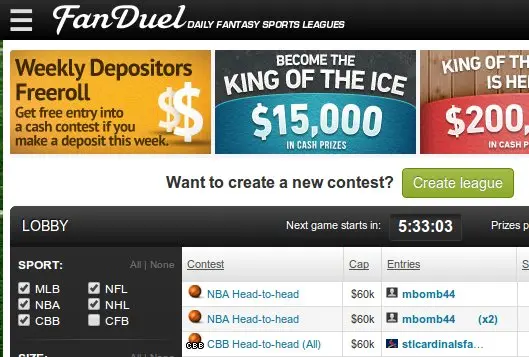 FanDuel DAILY FANTASY SPORTS LEAGUES
Weekly Depositors
Freeroll
Get free entry into
a cash contest if you
make a deposit this week.
$$
BECOME THE
KING OF THE ICE
$15,000
IN CASH PRIZES
KING OF TH
IS HE
$200,
IN CASH PR
Want to create a new contest? Create league
LOBBY Next game starts in: 5:33:03 Prizes p
SPORT: All | None
MLB NFL
NBA NHL
CBB CFB
SIZE: All | None
Contest Cap Entries S
NBA Head-to-head $60k mbomb44
NBA Head-to-head $60k mbomb44 (x2)
CBB CBB Head-to-head (All) $60k stlcardinalsfa...